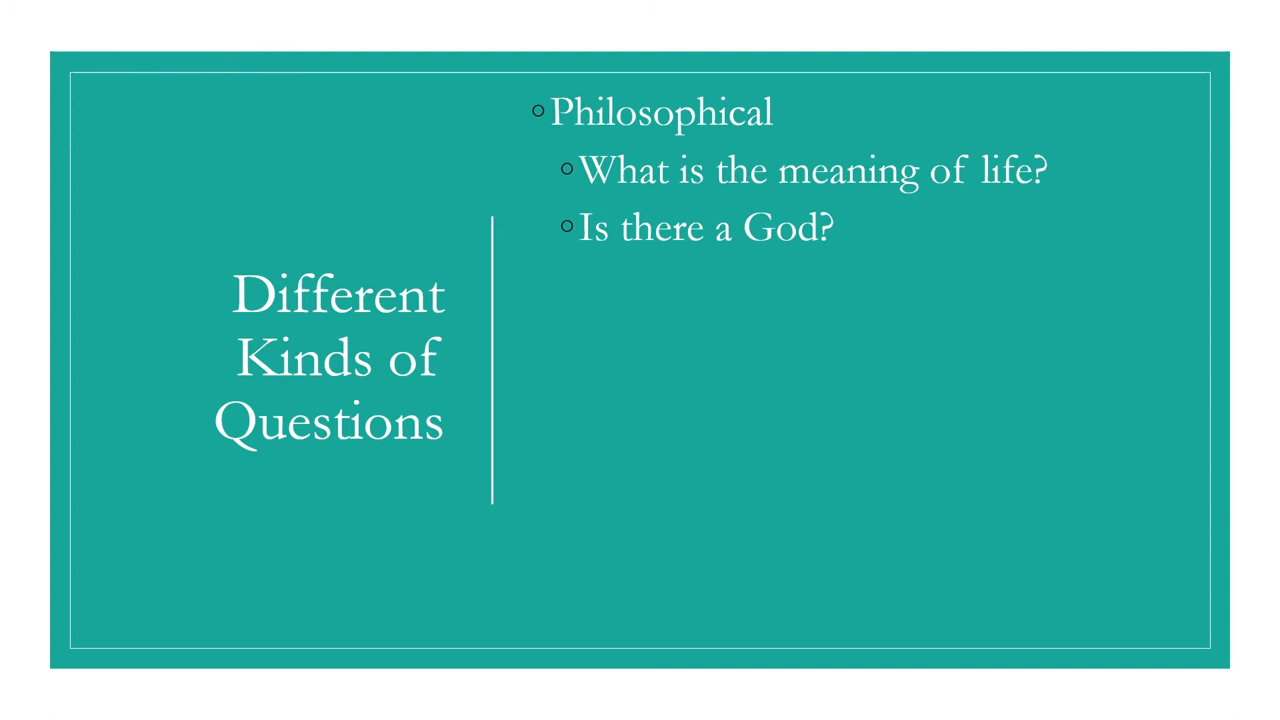 Different
Kinds of
Questions
◦Philosophical
◦What is the meaning of life?
◦Is there a God?